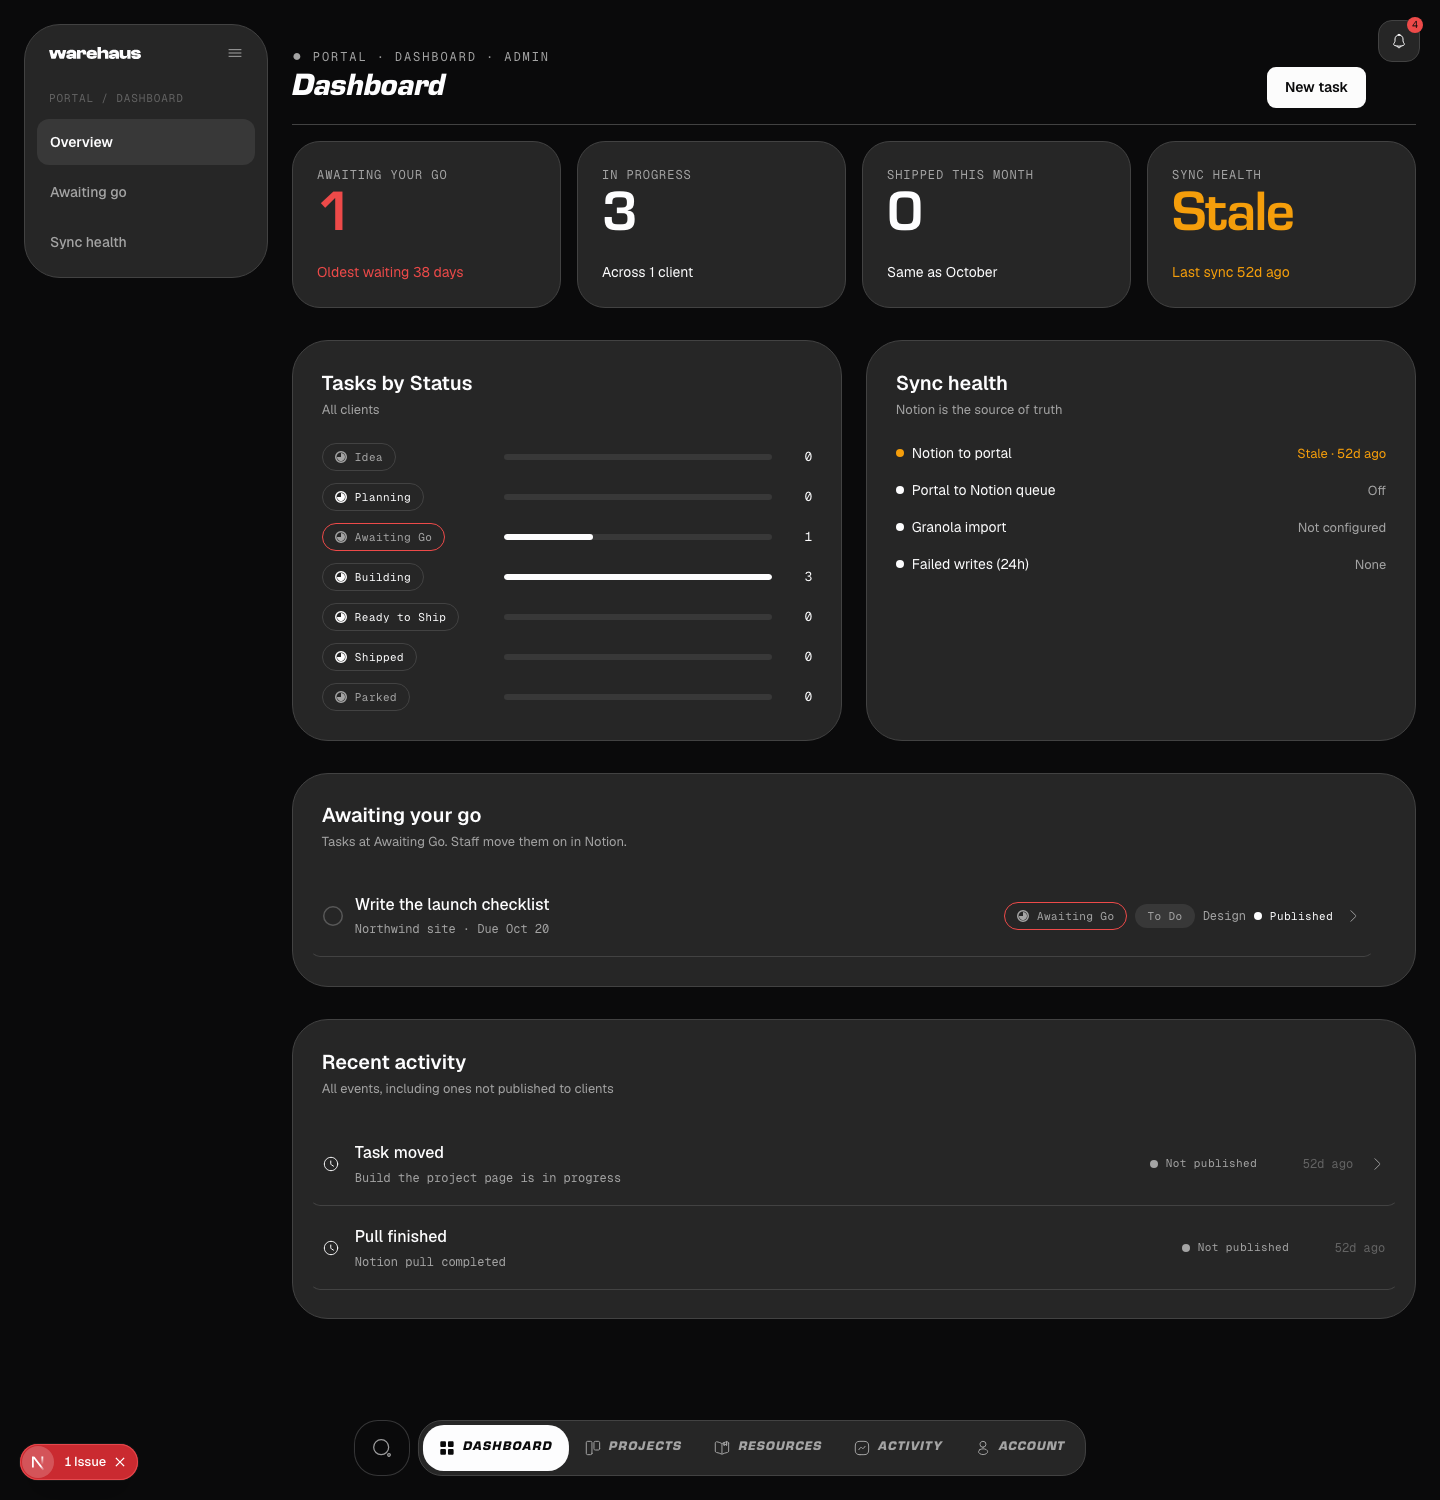 warehaus
PORTAL / DASHBOARD
Overview
Awaiting go
Sync health
PORTAL · DASHBOARD · ADMIN
Dashboard
4
New task
AWAITING YOUR GO
1
Oldest waiting 38 days
IN PROGRESS
3
Across 1 client
SHIPPED THIS MONTH
0
Same as October
SYNC HEALTH
Stale
Last sync 52d ago
Tasks by Status
All clients
Idea 0
Planning 0
Awaiting Go 1
Building 3
Ready to Ship 0
Shipped 0
Parked 0
Sync health
Notion is the source of truth
Notion to portal Stale · 52d ago
Portal to Notion queue Off
Granola import Not configured
Failed writes (24h) None
Awaiting your go
Tasks at Awaiting Go. Staff move them on in Notion.
Write the launch checklist
Northwind site · Due Oct 20
Awaiting Go To Do Design Published
Recent activity
All events, including ones not published to clients
Task moved
Build the project page is in progress
Not published 52d ago
Pull finished
Notion pull completed
Not published 52d ago
N 1 Issue
DASHBOARD PROJECTS RESOURCES ACTIVITY ACCOUNT